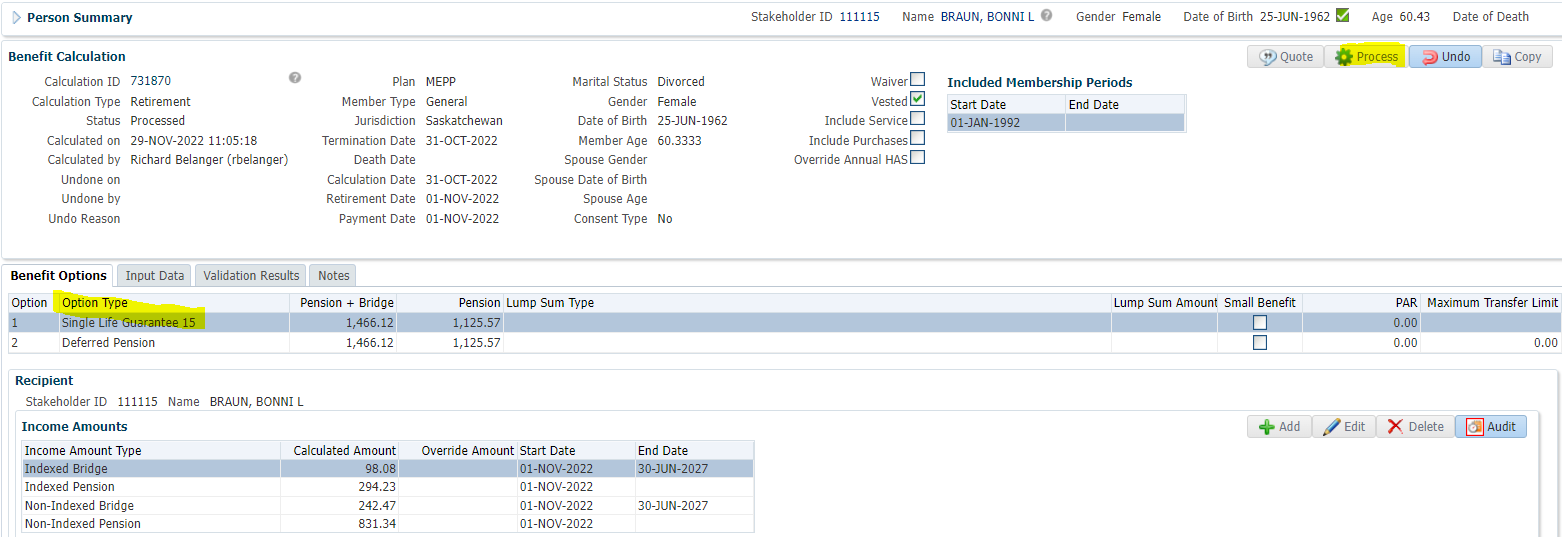 Person Summary Stakeholder ID 111115 Name BRAUN, BONNI L Gender Female Date of Birth 25-JUN-1962 Age 60.43 Date of Death
Benefit Calculation Quote Process Undo Copy
Calculation ID 731870 Plan MEPP Marital Status Divorced Waiver Included Membership Periods
Calculation Type Retirement Member Type General Gender Female Vested Start Date End Date
Status Processed Jurisdiction Saskatchewan Date of Birth 25-JUN-1962 Include Service 01-JAN-1992
Calculated on 29-NOV-2022 11:05:18 Termination Date 31-OCT-2022 Member Age 60.3333 Include Purchases
Calculated by Richard Belanger (rbelanger) Death Date Spouse Gender Override Annual HAS
Undone on Calculation Date 31-OCT-2022 Spouse Date of Birth
Undone by Retirement Date 01-NOV-2022 Spouse Age
Undo Reason Payment Date 01-NOV-2022 Consent Type No
Benefit Options Input Data Validation Results Notes
Option Option Type Pension + Bridge Pension Lump Sum Type Lump Sum Amount Small Benefit PAR Maximum Transfer Limit
1 Single Life Guarantee 15 1,466.12 1,125.57 0.00
2 Deferred Pension 1,466.12 1,125.57 0.00 0.00
Recipient
Stakeholder ID 111115 Name BRAUN, BONNI L
Income Amounts Add Edit Delete Audit
Income Amount Type Calculated Amount Override Amount Start Date End Date
Indexed Bridge 98.08 01-NOV-2022 30-JUN-2027
Indexed Pension 294.23 01-NOV-2022
Non-Indexed Bridge 242.47 01-NOV-2022 30-JUN-2027
Non-Indexed Pension 831.34 01-NOV-2022